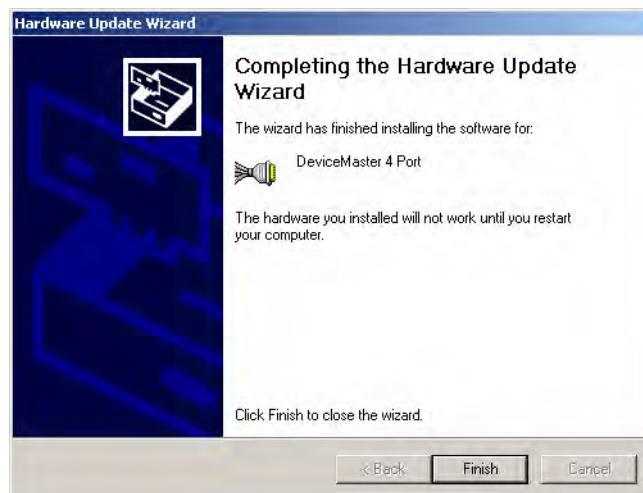 Hardware Update Wizard
Completing the Hardware Update
Wizard
The wizard has finished installing the software for:
DeviceMaster 4 Port
The hardware you installed will not work until you restart
your computer.
Click Finish to close the wizard.
< Back Finish Cancel